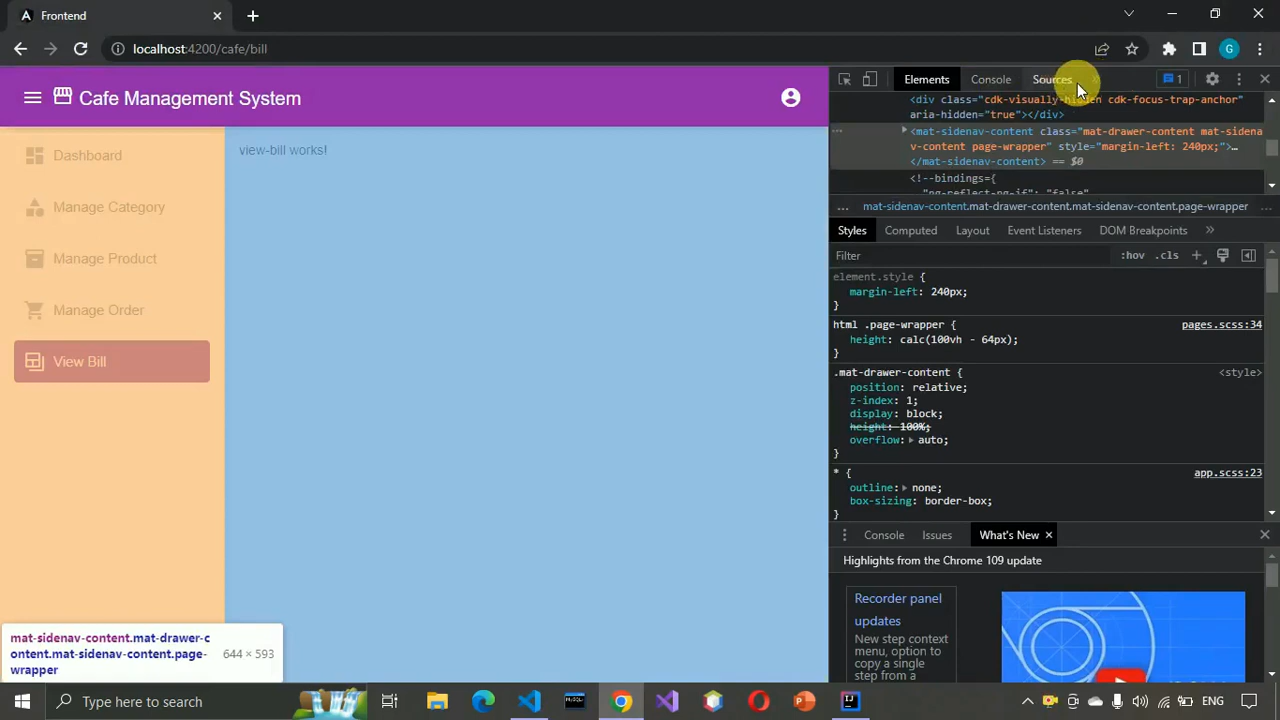 Frontend
localhost:4200/cafe/bill
G
Cafe Management System
Dashboard
Manage Category
Manage Product
Manage Order
View Bill
view-bill works!
mat-sidenav-content.mat-drawer-c
ontent.mat-sidenav-content.page-
wrapper
644 × 593
Elements Console Sources 1
<div class="cdk-visually-hidden cdk-focus-trap-anchor"
aria-hidden="true"></div>
<mat-sidenav-content class="mat-drawer-content mat-sidena
v-content page-wrapper" style="margin-left: 240px;">…
</mat-sidenav-content> == $0
<!--bindings={
"ng-reflect-ng-if": "false"
... mat-sidenav-content.mat-drawer-content.mat-sidenav-content.page-wrapper ...
Styles Computed Layout Event Listeners DOM Breakpoints »
Filter :hov .cls +
element.style {
margin-left: 240px;
}
html .page-wrapper { pages.scss:34
height: calc(100vh - 64px);
}
.mat-drawer-content { <style>
position: relative;
z-index: 1;
display: block;
height: 100%;
overflow: auto;
}
* { app.scss:23
outline: none;
box-sizing: border-box;
}
Console Issues What's New ×
Highlights from the Chrome 109 update
Recorder panel
updates
New step context
menu, option to
copy a single
step from a
Type here to search
ENG